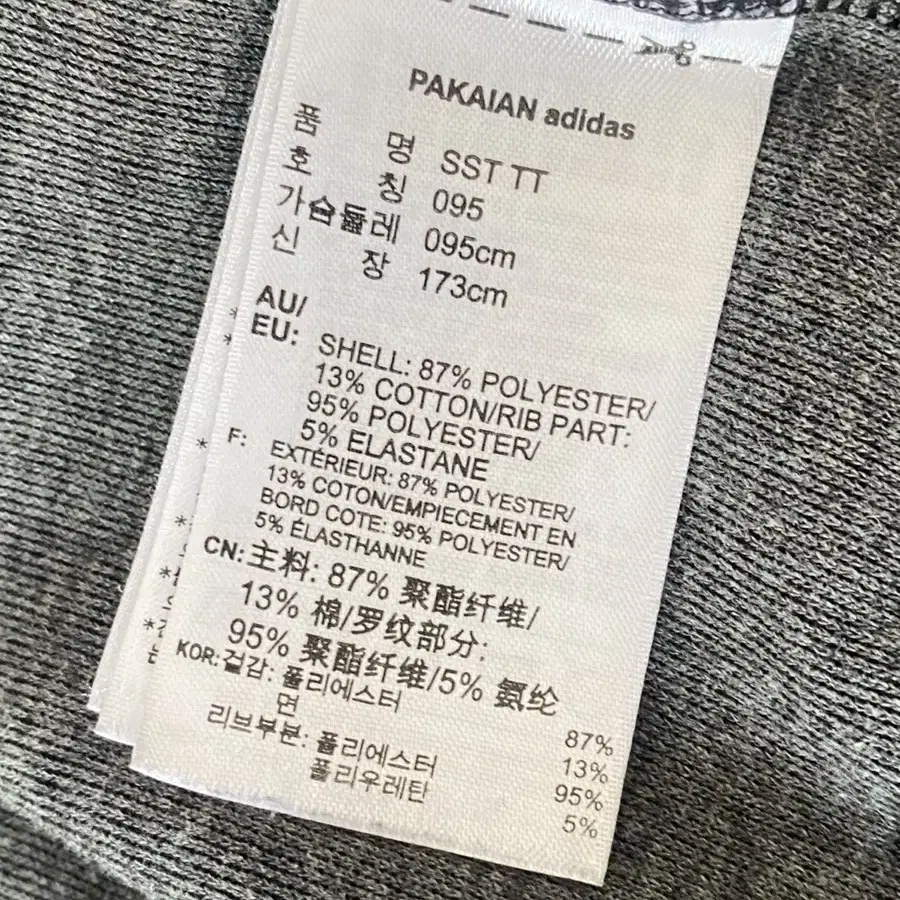 PAKAIAN adidas
품 명 SST TT
호 칭 095
가슴둘레 095cm
신 장 173cm
AU/
EU: SHELL: 87% POLYESTER/
13% COTTON/RIB PART:
95% POLYESTER/
5% ELASTANE
F: EXTÉRIEUR: 87% POLYESTER/
13% COTON/EMPIECEMENT EN
BORD COTE: 95% POLYESTER/
5% ÉLASTHANNE
CN: 主料: 87% 聚酯纤维/
13% 棉/罗纹部分:
95% 聚酯纤维/5% 氨纶
KOR: 겉감: 폴리에스터 87%
면 13%
리브부분: 폴리에스터 95%
폴리우레탄 5%